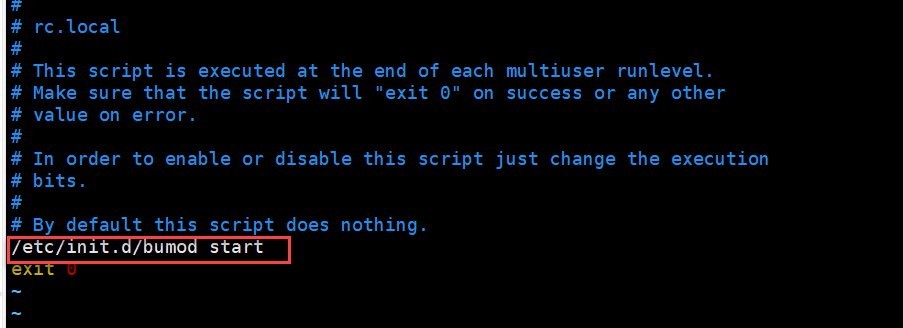 #
# rc.local
#
# This script is executed at the end of each multiuser runlevel.
# Make sure that the script will "exit 0" on success or any other
# value on error.
#
# In order to enable or disable this script just change the execution
# bits.
#
# By default this script does nothing.
/etc/init.d/bumod start
exit 0
~
~